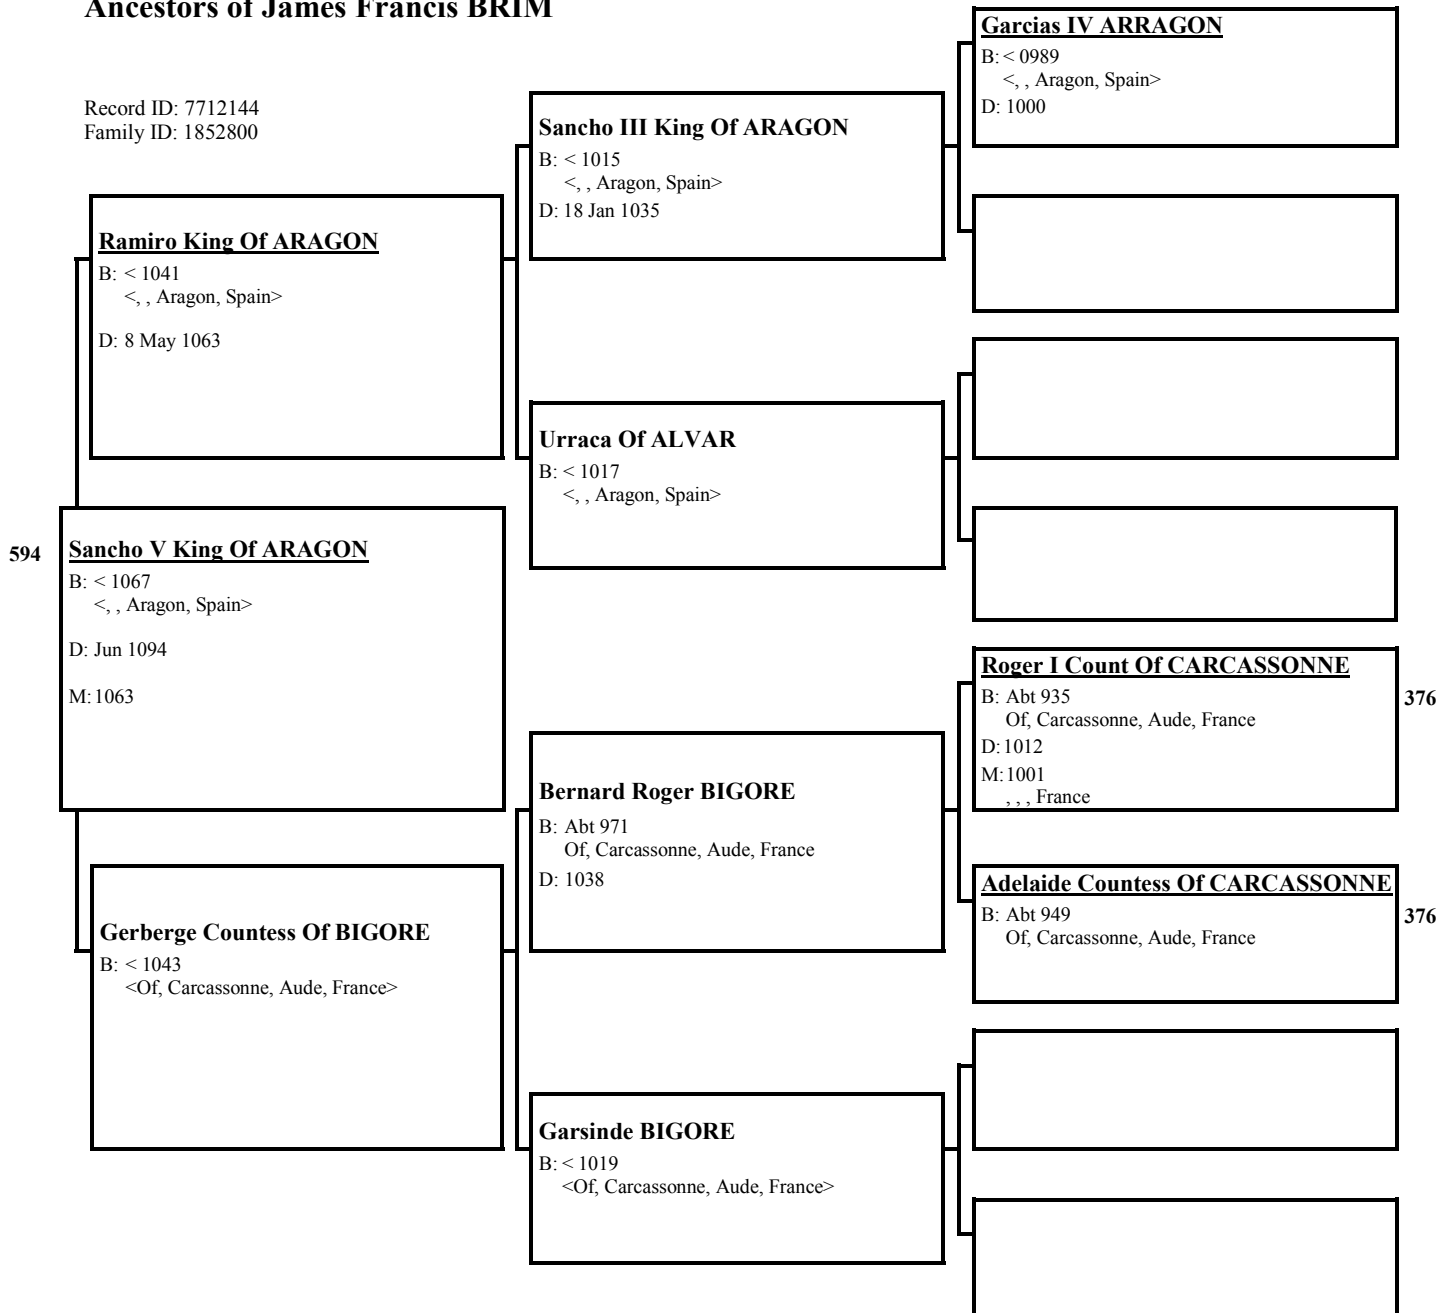 Ancestors of James Francis BRIM
Record ID: 7712144
Family ID: 1852800
Garcias IV ARRAGON
B: < 0989
<, , Aragon, Spain>
D: 1000
Sancho III King Of ARAGON
B: < 1015
<, , Aragon, Spain>
D: 18 Jan 1035
Ramiro King Of ARAGON
B: < 1041
<, , Aragon, Spain>
D: 8 May 1063
Urraca Of ALVAR
B: < 1017
<, , Aragon, Spain>
594
Sancho V King Of ARAGON
B: < 1067
<, , Aragon, Spain>
D: Jun 1094
M: 1063
Roger I Count Of CARCASSONNE
B: Abt 935
Of, Carcassonne, Aude, France
D: 1012
M: 1001
, , , France
376
Bernard Roger BIGORE
B: Abt 971
Of, Carcassonne, Aude, France
D: 1038
Adelaide Countess Of CARCASSONNE
B: Abt 949
Of, Carcassonne, Aude, France
376
Gerberge Countess Of BIGORE
B: < 1043
<Of, Carcassonne, Aude, France>
Garsinde BIGORE
B: < 1019
<Of, Carcassonne, Aude, France>